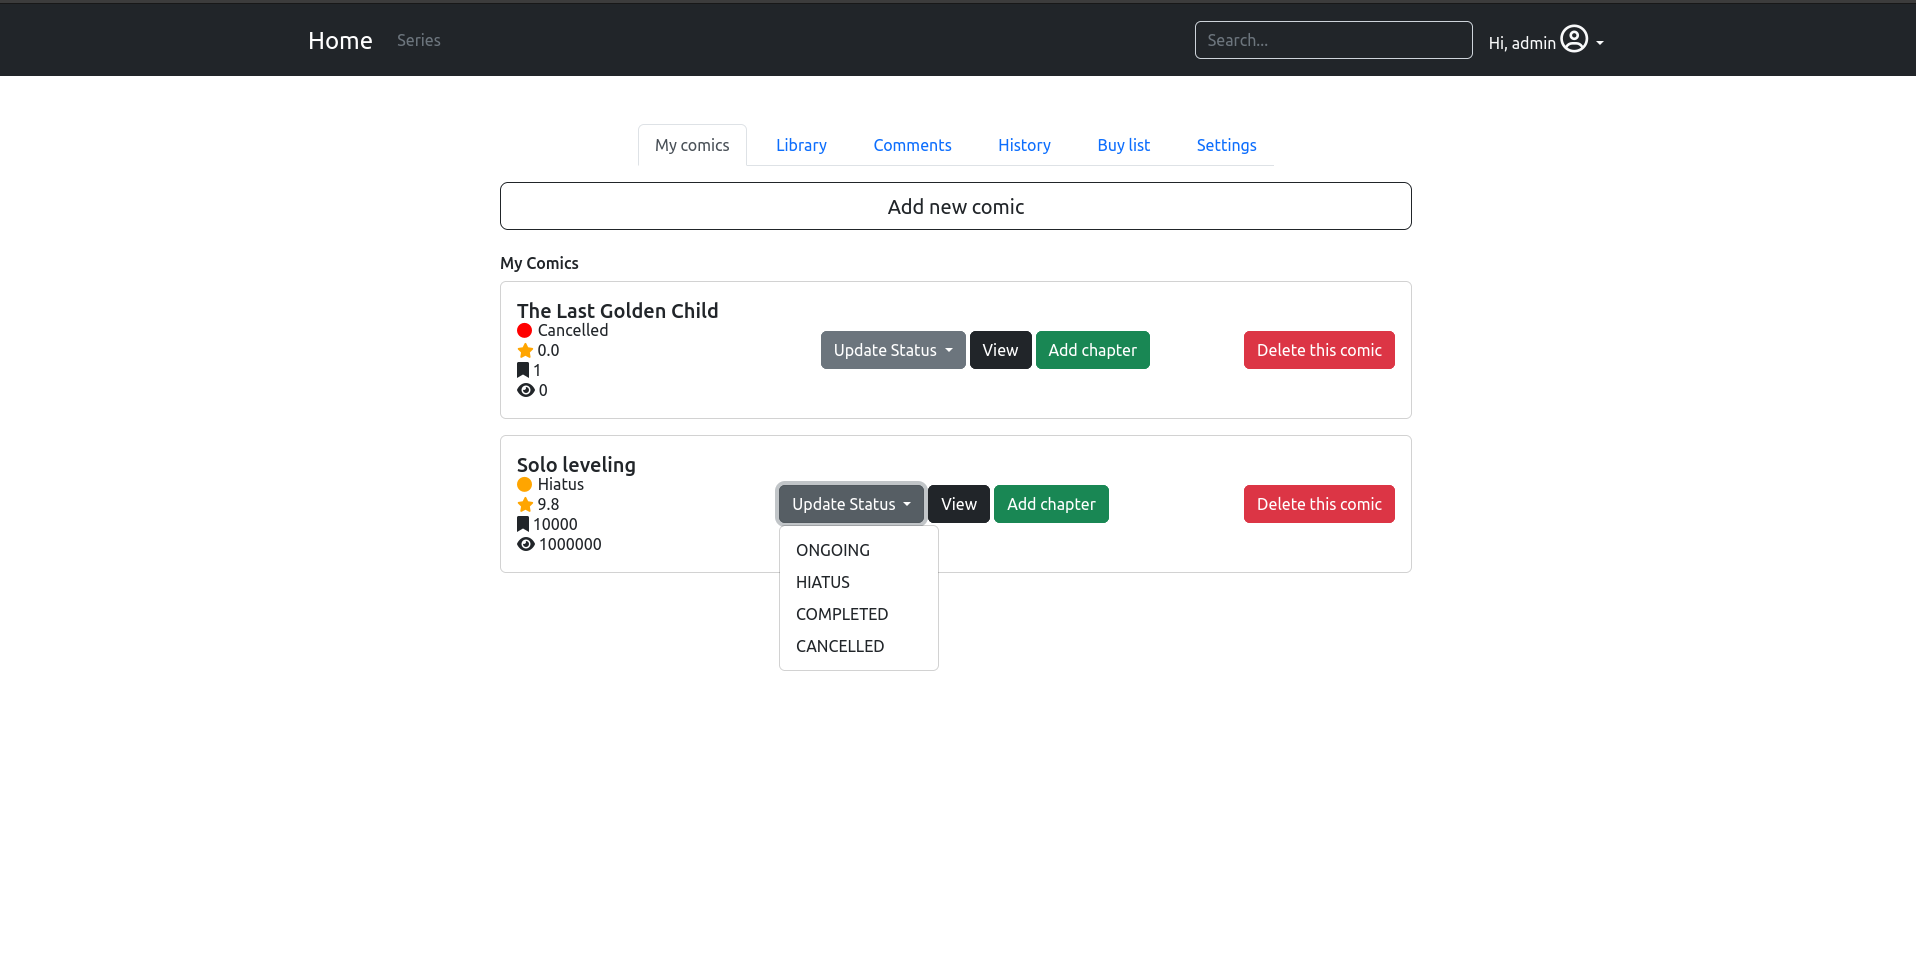 Home Series Search... Hi, admin
My comics Library Comments History Buy list Settings
Add new comic
My Comics
The Last Golden Child
Cancelled
0.0
1
0
Update Status View Add chapter Delete this comic
Solo leveling
Hiatus
9.8
10000
1000000
Update Status View Add chapter Delete this comic
ONGOING
HIATUS
COMPLETED
CANCELLED